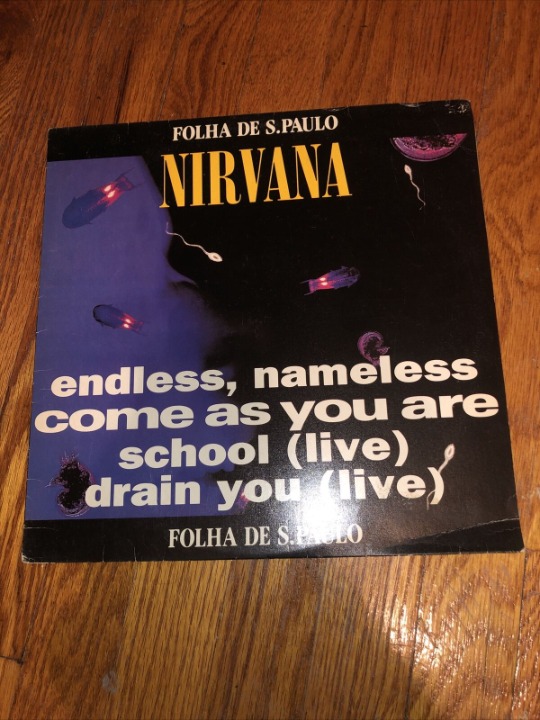 FOLHA DE S.PAULO
NIRVANA
endless, nameless
come as you are
school (live)
drain you (live)
FOLHA DE S.PAULO